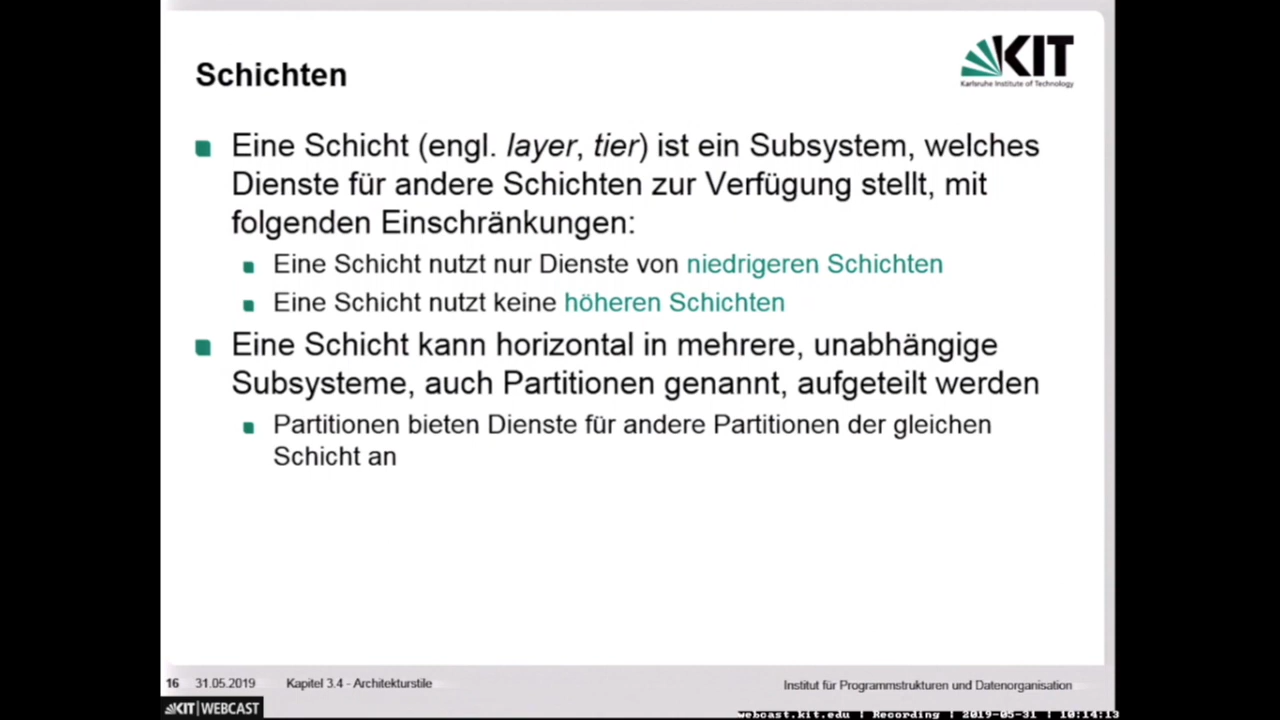 Schichten
KIT
Karlsruhe Institute of Technology
Eine Schicht (engl. layer, tier) ist ein Subsystem, welches
Dienste für andere Schichten zur Verfügung stellt, mit
folgenden Einschränkungen:
Eine Schicht nutzt nur Dienste von niedrigeren Schichten
Eine Schicht nutzt keine höheren Schichten
Eine Schicht kann horizontal in mehrere, unabhängige
Subsysteme, auch Partitionen genannt, aufgeteilt werden
Partitionen bieten Dienste für andere Partitionen der gleichen
Schicht an
16 31.05.2019 Kapitel 3.4 - Architekturstile Institut für Programmstrukturen und Datenorganisation
KIT | WEBCAST
webcast.kit.edu | Recording | 2019-05-31 | 10:14:13